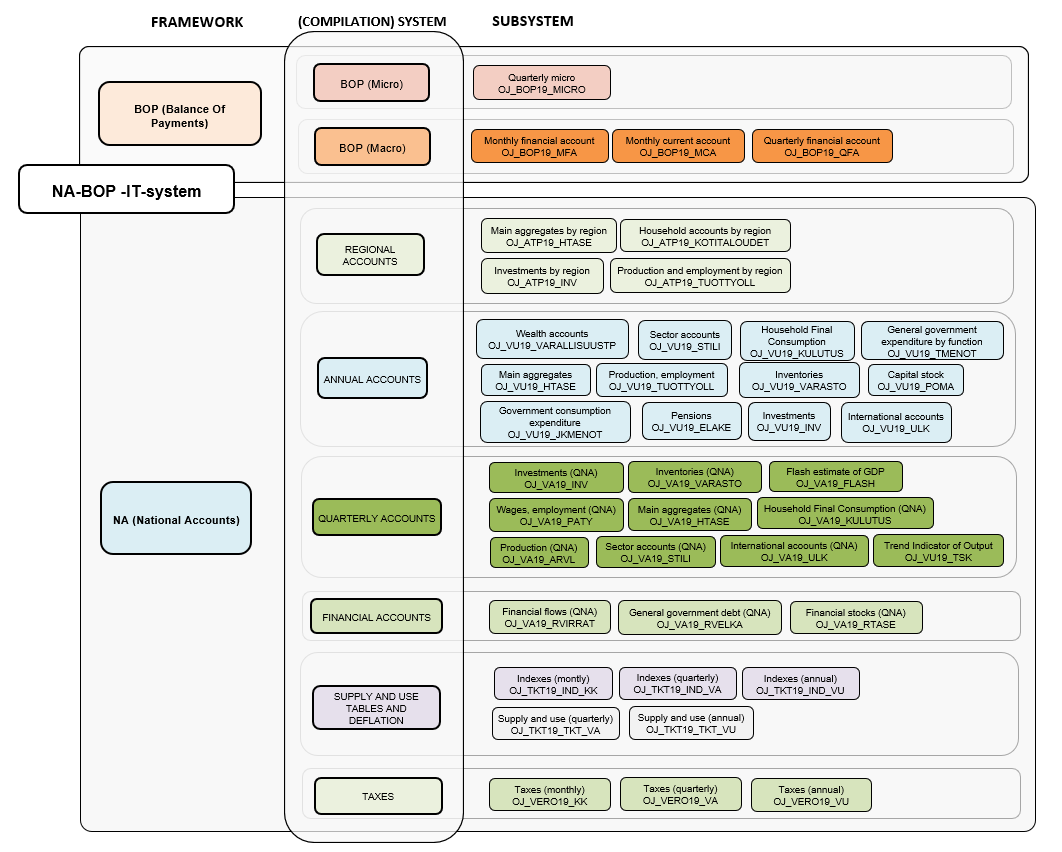 FRAMEWORK
(COMPILATION) SYSTEM
SUBSYSTEM
BOP (Balance Of
Payments)
BOP (Micro)
Quarterly micro
OJ_BOP19_MICRO
BOP (Macro)
Monthly financial account
OJ_BOP19_MFA
Monthly current account
OJ_BOP19_MCA
Quarterly financial account
OJ_BOP19_QFA
NA-BOP -IT-system
NA (National Accounts)
REGIONAL
ACCOUNTS
Main aggregates by region
OJ_ATP19_HTASE
Household accounts by region
OJ_ATP19_KOTITALOUDET
Investments by region
OJ_ATP19_INV
Production and employment by region
OJ_ATP19_TUOTTYOLL
ANNUAL ACCOUNTS
Wealth accounts
OJ_VU19_VARALLISUUSTP
Sector accounts
OJ_VU19_STILI
Household Final
Consumption
OJ_VU19_KULUTUS
General government
expenditure by function
OJ_VU19_TMENOT
Main aggregates
OJ_VU19_HTASE
Production, employment
OJ_VU19_TUOTTYOLL
Inventories
OJ_VU19_VARASTO
Capital stock
OJ_VU19_POMA
Government consumption
expenditure
OJ_VU19_JKMENOT
Pensions
OJ_VU19_ELAKE
Investments
OJ_VU19_INV
International accounts
OJ_VU19_ULK
QUARTERLY ACCOUNTS
Investments (QNA)
OJ_VA19_INV
Inventories (QNA)
OJ_VA19_VARASTO
Flash estimate of GDP
OJ_VA19_FLASH
Wages, employment (QNA)
OJ_VA19_PATY
Main aggregates (QNA)
OJ_VA19_HTASE
Household Final Consumption (QNA)
OJ_VA19_KULUTUS
Production (QNA)
OJ_VA19_ARVL
Sector accounts (QNA)
OJ_VA19_STILI
International accounts (QNA)
OJ_VA19_ULK
Trend Indicator of Output
OJ_VU19_TSK
FINANCIAL ACCOUNTS
Financial flows (QNA)
OJ_VA19_RVIRRAT
General government debt (QNA)
OJ_VA19_RVELKA
Financial stocks (QNA)
OJ_VA19_RTASE
SUPPLY AND USE
TABLES AND
DEFLATION
Indexes (montly)
OJ_TKT19_IND_KK
Indexes (quarterly)
OJ_TKT19_IND_VA
Indexes (annual)
OJ_TKT19_IND_VU
Supply and use (quarterly)
OJ_TKT19_TKT_VA
Supply and use (annual)
OJ_TKT19_TKT_VU
TAXES
Taxes (monthly)
OJ_VERO19_KK
Taxes (quarterly)
OJ_VERO19_VA
Taxes (annual)
OJ_VERO19_VU